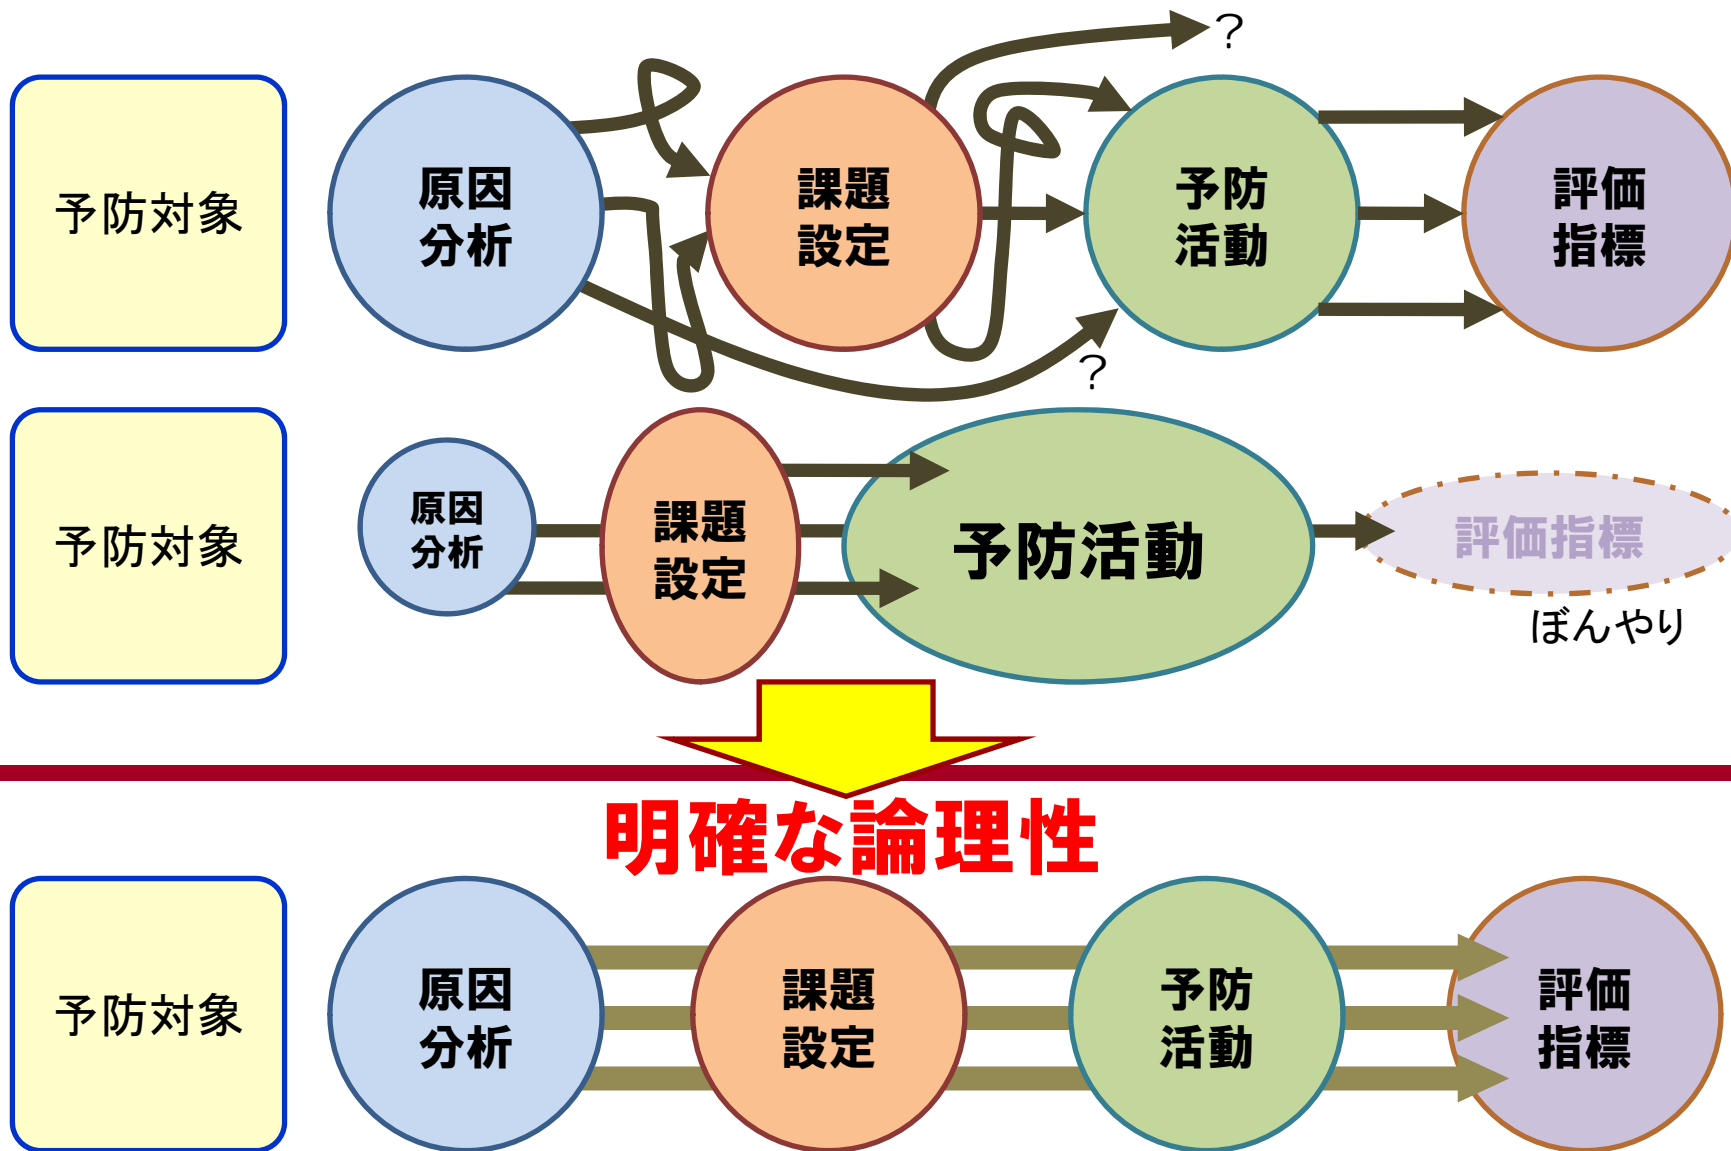 ?
予防対象
原因
分析
課題
設定
予防
活動
評価
指標
?
予防対象
原因
分析
課題
設定
予防活動
評価指標
ぼんやり
明確な論理性
予防対象
原因
分析
課題
設定
予防
活動
評価
指標